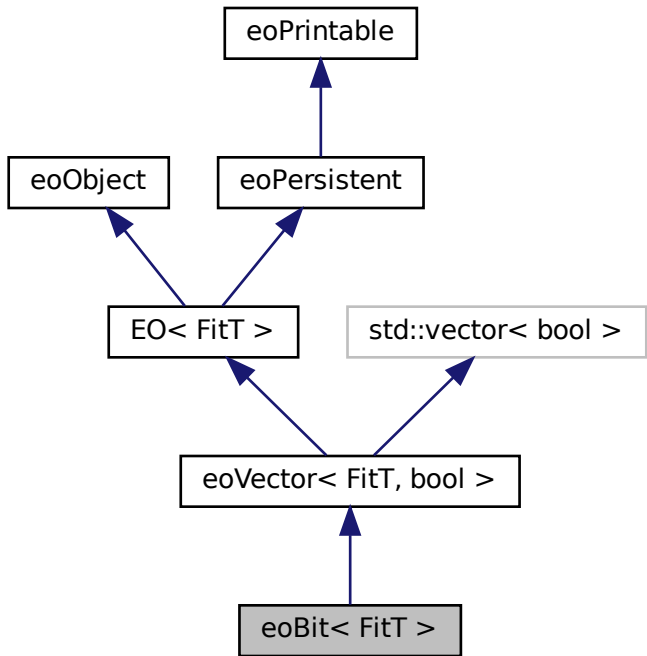 eoPrintable
eoObject
eoPersistent
EO< FitT >
std::vector< bool >
eoVector< FitT, bool >
eoBit< FitT >